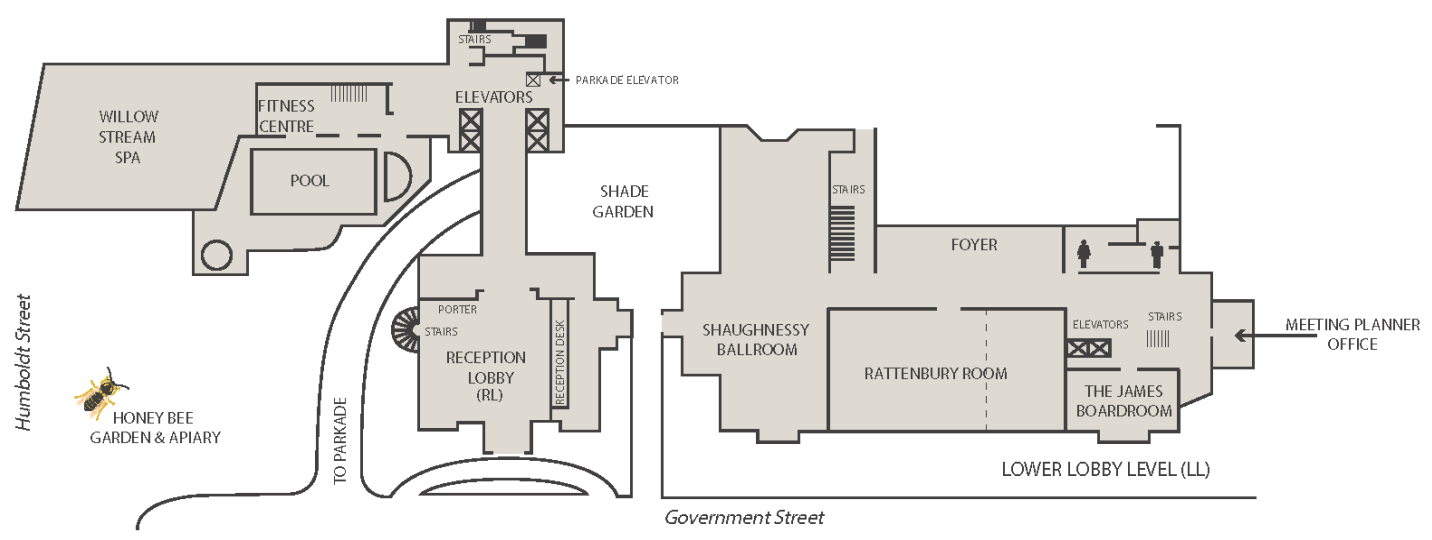 STAIRS
PARKADE ELEVATOR
ELEVATORS
FITNESS
CENTRE
WILLOW
STREAM
SPA
POOL
SHADE
GARDEN
STAIRS
FOYER
PORTER
STAIRS
RECEPTION
LOBBY
(RL)
RECEPTION DESK
SHAUGHNESSY
BALLROOM
RATTENBURY ROOM
ELEVATORS
STAIRS
MEETING PLANNER
OFFICE
THE JAMES
BOARDROOM
Humboldt Street
HONEY BEE
GARDEN & APIARY
TO PARKADE
LOWER LOBBY LEVEL (LL)
Government Street